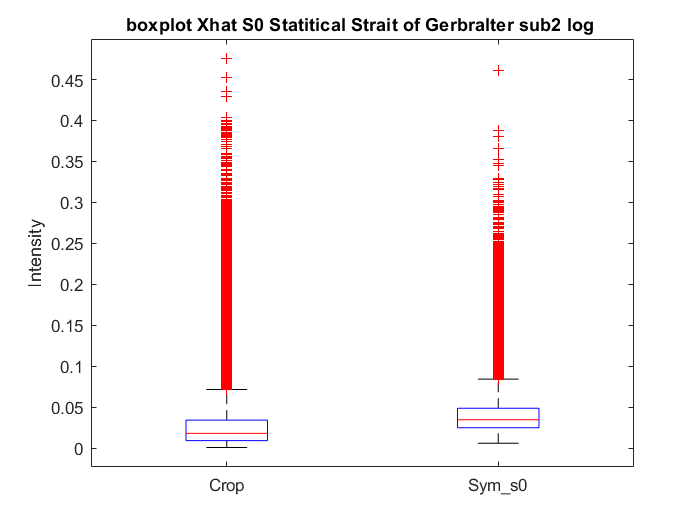 boxplot Xhat S0 Statitical Strait of Gerbralter sub2 log
0.45
0.4
0.35
0.3
0.25
0.2
0.15
0.1
0.05
0
Intensity
Crop
Sym_s0